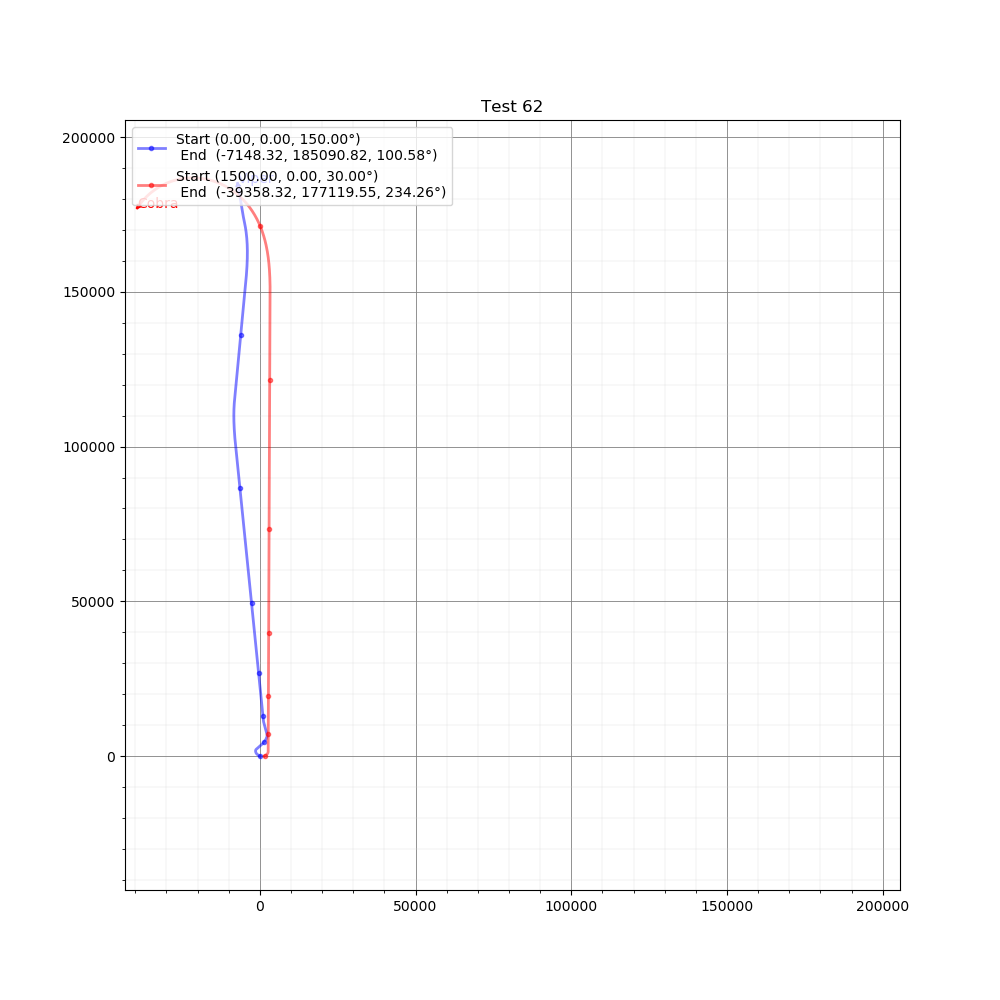 Test 62
200000
150000
100000
50000
0
Start (0.00, 0.00, 150.00°)
End (-7148.32, 185090.82, 100.58°)
Start (1500.00, 0.00, 30.00°)
End (-39358.32, 177119.55, 234.26°)
Cobra
0
50000
100000
150000
200000